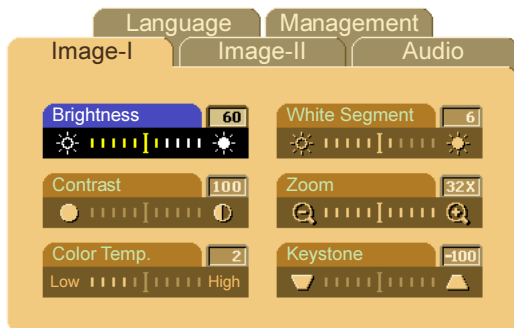 Language Management
Image-I Image-II Audio
Brightness 60
White Segment 6
Contrast 100
Zoom 32X
Color Temp. 2
Low High
Keystone -100